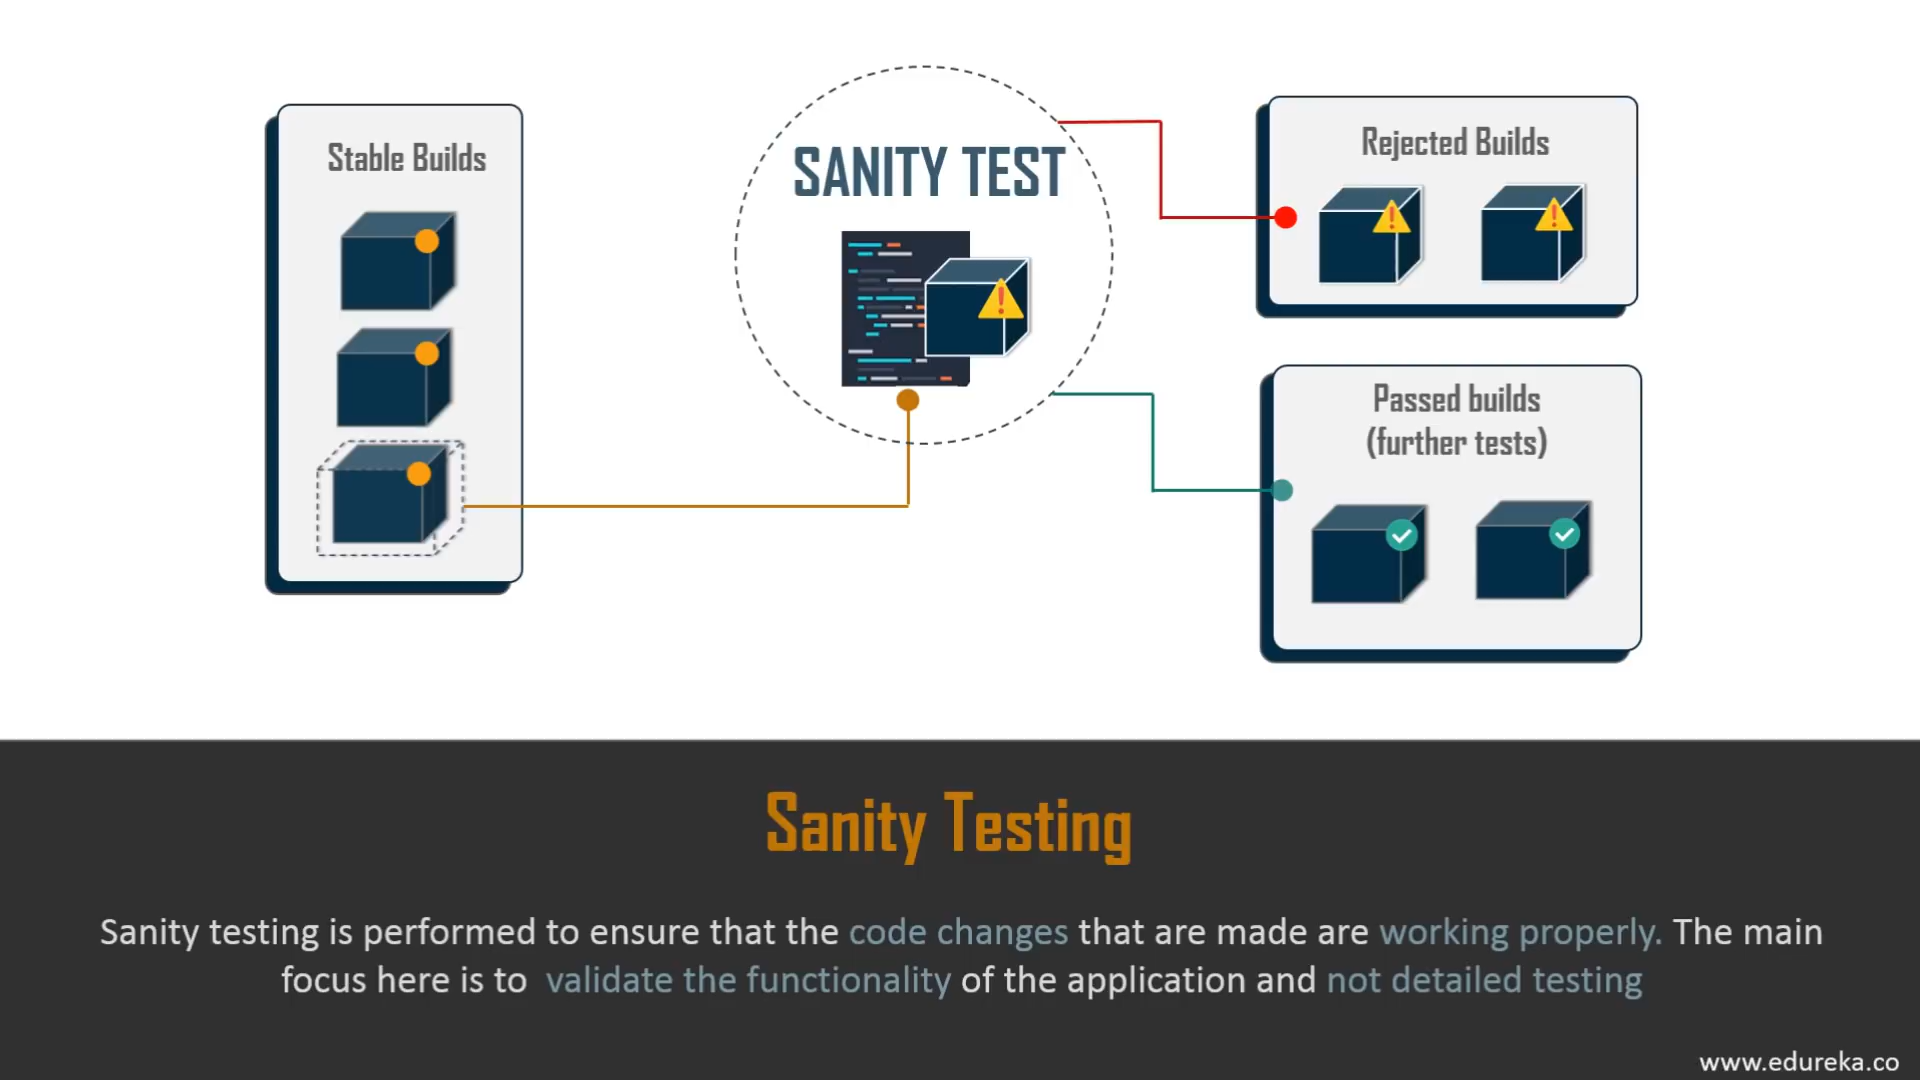 Stable Builds
SANITY TEST
Rejected Builds
Passed builds
(further tests)
Sanity Testing
Sanity testing is performed to ensure that the code changes that are made are working properly. The main
focus here is to validate the functionality of the application and not detailed testing
www.edureka.co